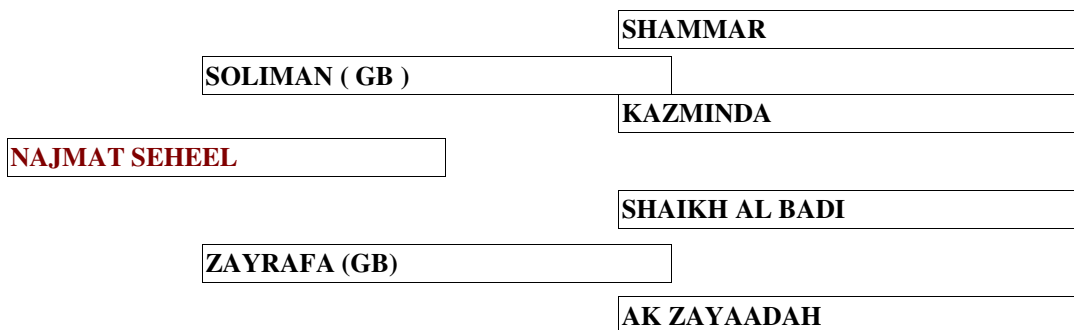 SHAMMAR
SOLIMAN ( GB )
KAZMINDA
NAJMAT SEHEEL
SHAIKH AL BADI
ZAYRAFA (GB)
AK ZAYAADAH